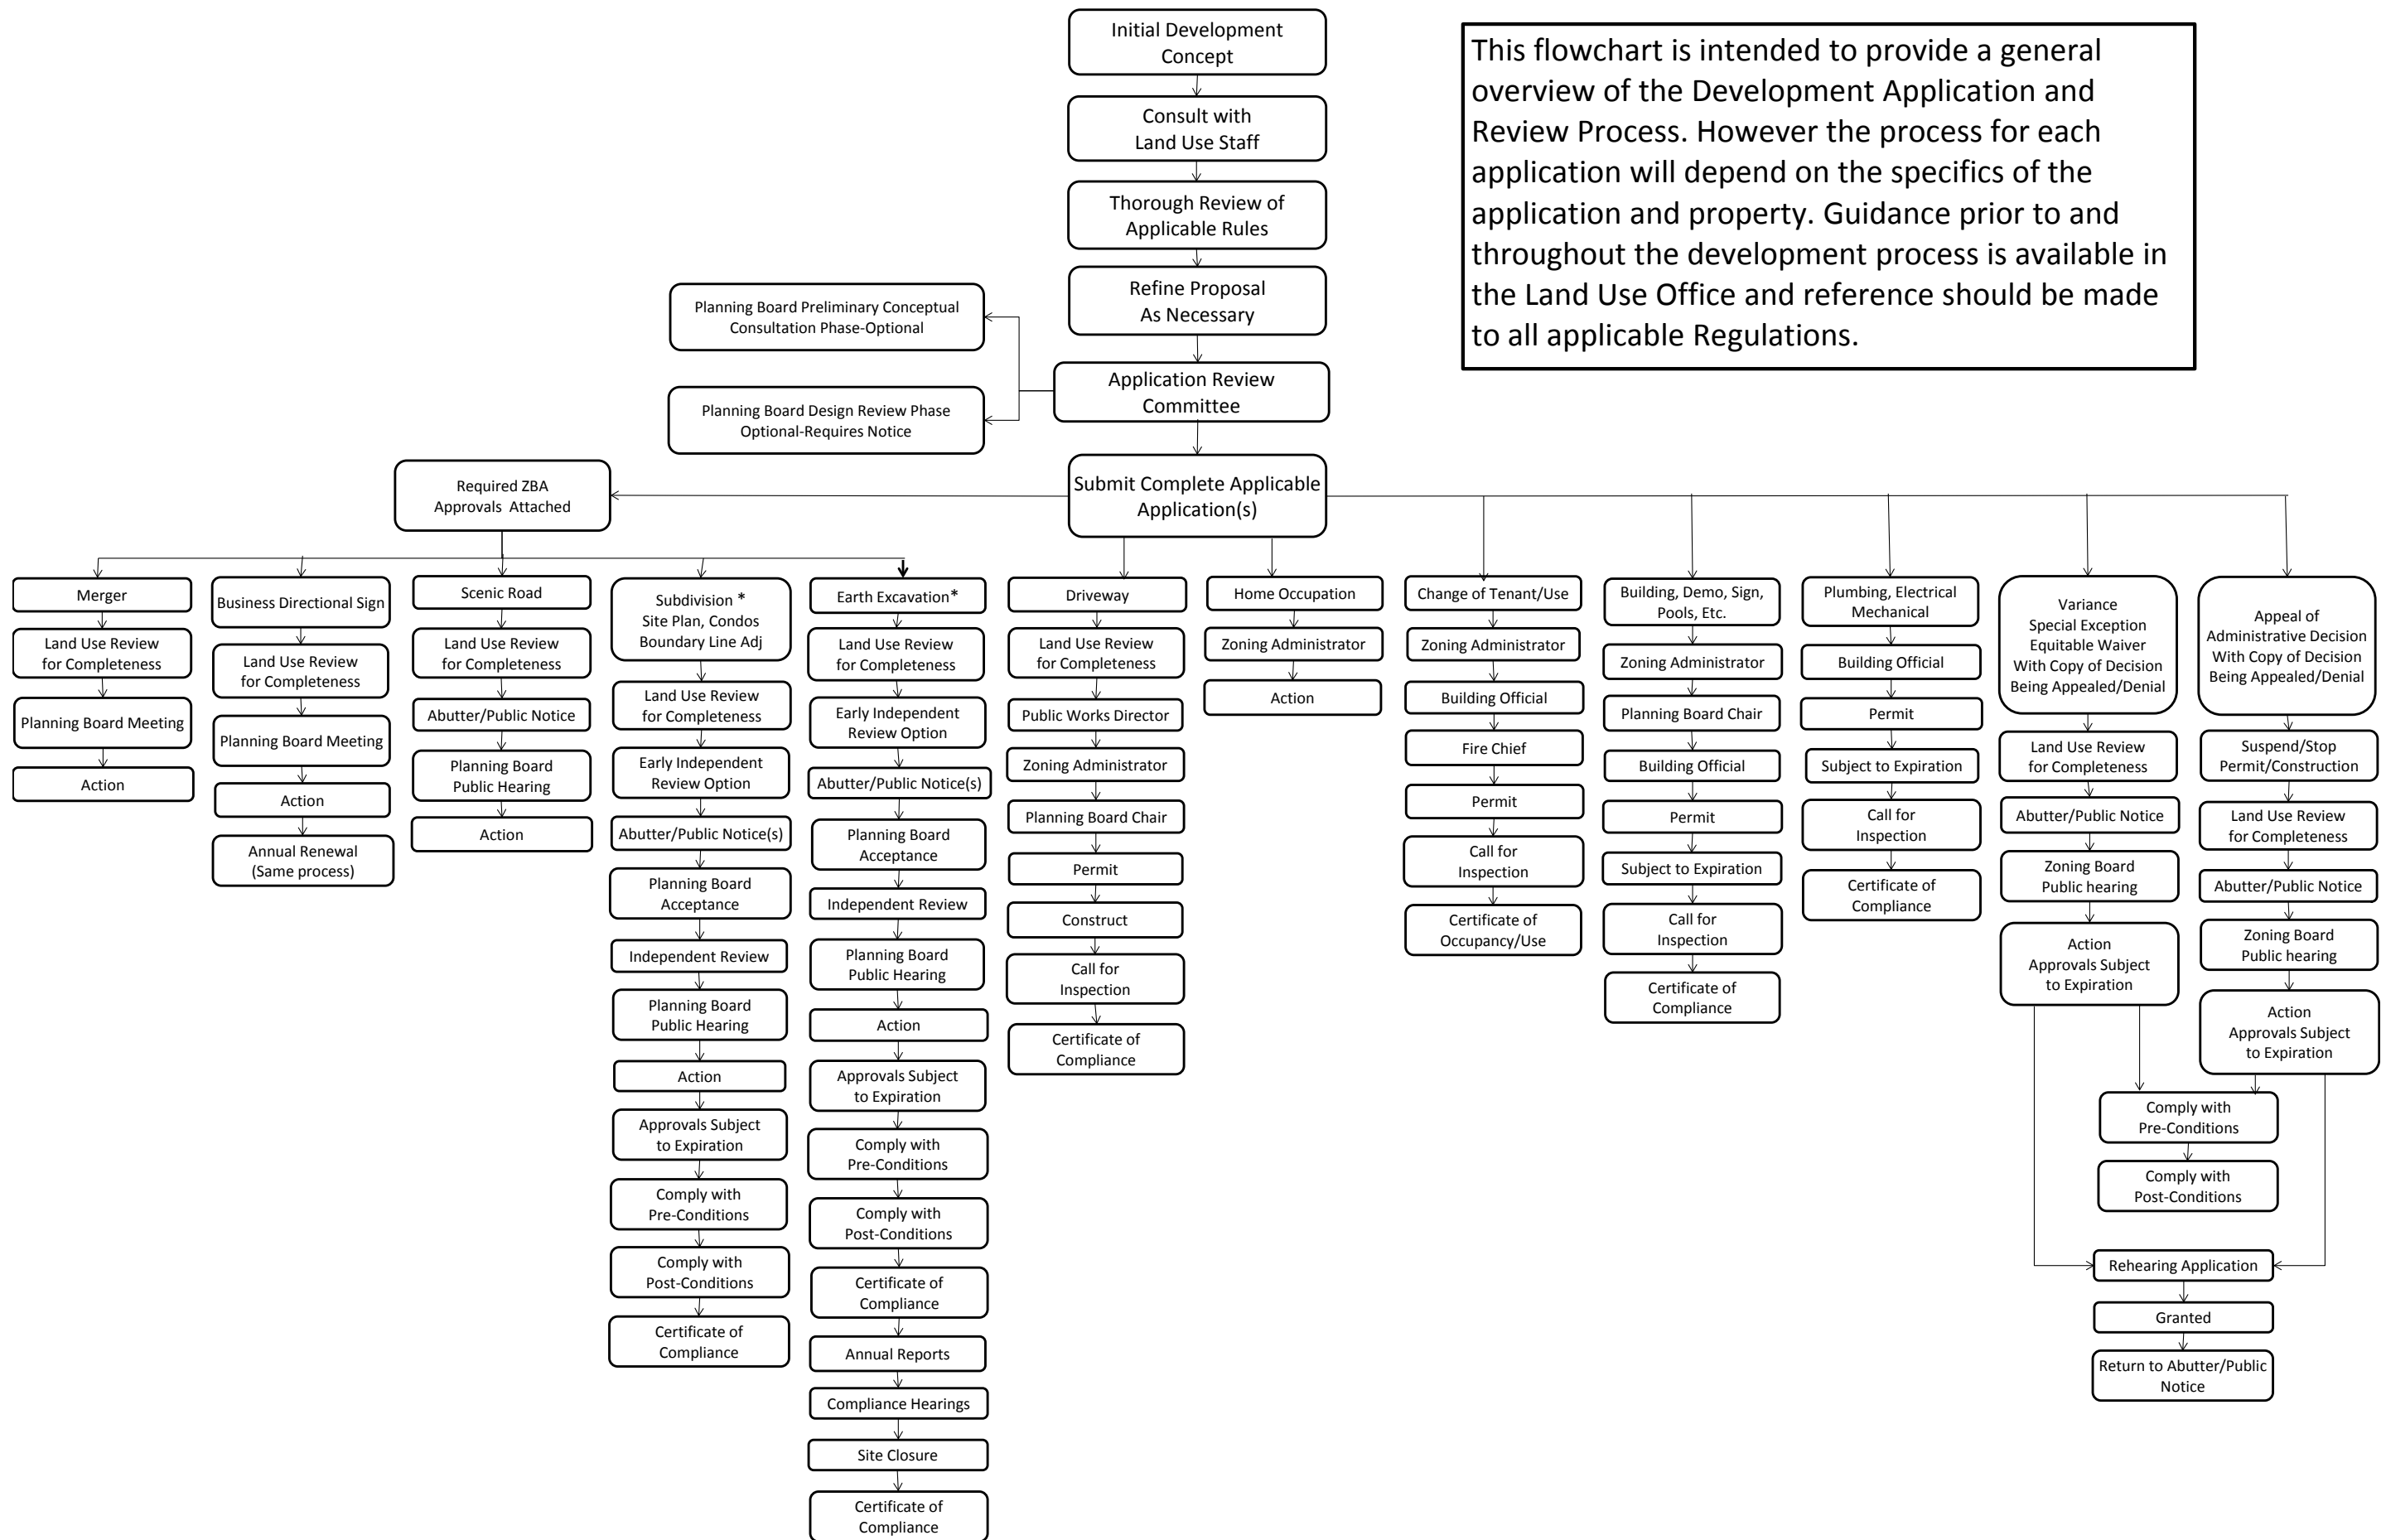 Initial Development
Concept
Consult with
Land Use Staff
Thorough Review of
Applicable Rules
Refine Proposal
As Necessary
Application Review
Committee
Planning Board Preliminary Conceptual
Consultation Phase-Optional
Planning Board Design Review Phase
Optional-Requires Notice
This flowchart is intended to provide a general
overview of the Development Application and
Review Process. However the process for each
application will depend on the specifics of the
application and property. Guidance prior to and
throughout the development process is available in
the Land Use Office and reference should be made
to all applicable Regulations.
Submit Complete Applicable
Application(s)
Required ZBA
Approvals Attached
Merger
Land Use Review
for Completeness
Planning Board Meeting
Action
Business Directional Sign
Land Use Review
for Completeness
Planning Board Meeting
Action
Annual Renewal
(Same process)
Scenic Road
Land Use Review
for Completeness
Abutter/Public Notice
Planning Board
Public Hearing
Action
Subdivision *
Site Plan, Condos
Boundary Line Adj
Land Use Review
for Completeness
Early Independent
Review Option
Abutter/Public Notice(s)
Planning Board
Acceptance
Independent Review
Planning Board
Public Hearing
Action
Approvals Subject
to Expiration
Comply with
Pre-Conditions
Comply with
Post-Conditions
Certificate of
Compliance
Earth Excavation*
Land Use Review
for Completeness
Early Independent
Review Option
Abutter/Public Notice(s)
Planning Board
Acceptance
Independent Review
Planning Board
Public Hearing
Action
Approvals Subject
to Expiration
Comply with
Pre-Conditions
Comply with
Post-Conditions
Certificate of
Compliance
Annual Reports
Compliance Hearings
Site Closure
Certificate of
Compliance
Driveway
Land Use Review
for Completeness
Public Works Director
Zoning Administrator
Planning Board Chair
Permit
Construct
Call for
Inspection
Certificate of
Compliance
Home Occupation
Zoning Administrator
Action
Change of Tenant/Use
Zoning Administrator
Building Official
Fire Chief
Permit
Call for
Inspection
Certificate of
Occupancy/Use
Building, Demo, Sign,
Pools, Etc.
Zoning Administrator
Planning Board Chair
Building Official
Permit
Subject to Expiration
Call for
Inspection
Certificate of
Compliance
Plumbing, Electrical
Mechanical
Building Official
Permit
Subject to Expiration
Call for
Inspection
Certificate of
Compliance
Variance
Special Exception
Equitable Waiver
With Copy of Decision
Being Appealed/Denial
Land Use Review
for Completeness
Abutter/Public Notice
Zoning Board
Public hearing
Action
Approvals Subject
to Expiration
Appeal of
Administrative Decision
With Copy of Decision
Being Appealed/Denial
Suspend/Stop
Permit/Construction
Land Use Review
for Completeness
Abutter/Public Notice
Zoning Board
Public hearing
Action
Approvals Subject
to Expiration
Comply with
Pre-Conditions
Comply with
Post-Conditions
Rehearing Application
Granted
Return to Abutter/Public
Notice